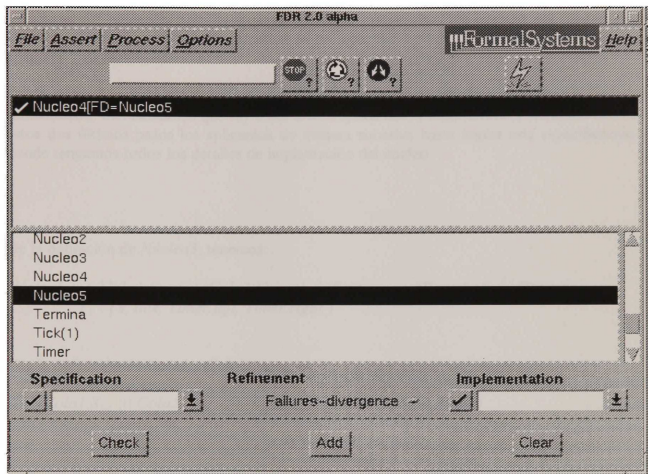 FDR 2.0 alpha
File Assert Process Options FormalSystems Help
STOP ? ? ?
Nucleo4[FD=Nucleo5
Nucleo2
Nucleo3
Nucleo4
Nucleo5
Termina
Tick(1)
Timer
Specification Refinement Implementation
Failures-divergence
Check Add Clear